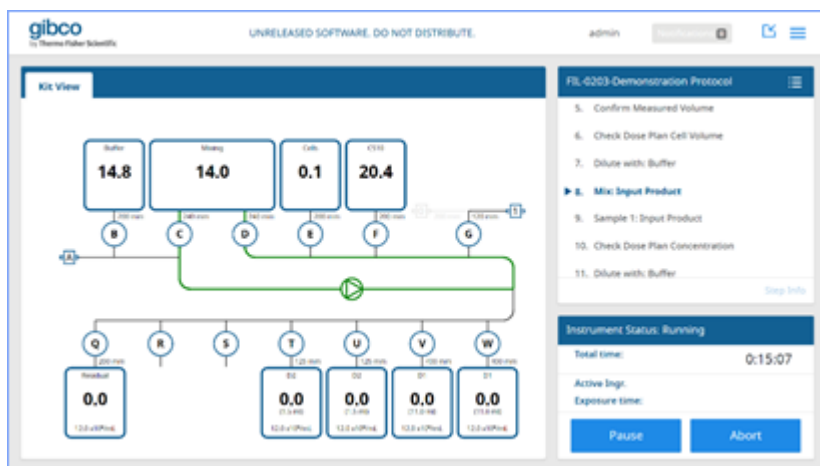 gibco
by Thermo Fisher Scientific
UNRELEASED SOFTWARE. DO NOT DISTRIBUTE.
admin
Kit View
Buffer
14.8
Mixing
14.0
Cells
0.1
CS10
20.4
200 mm
240 mm
240 mm
200 mm
200 mm
120 mm
B
C
D
E
F
G
1
A
Q
R
S
T
U
V
W
200 mm
125 mm
125 mm
100 mm
100 mm
Residual
0.0
D2
0.0
D2
0.0
D1
0.0
D1
0.0
FIL-0203-Demonstration Protocol
5. Confirm Measured Volume
6. Check Dose Plan Cell Volume
7. Dilute with: Buffer
8. Mix: Input Product
9. Sample 1: Input Product
10. Check Dose Plan Concentration
11. Dilute with: Buffer
Step Info
Instrument Status: Running
Total time:
0:15:07
Active Ingr.
Exposure time:
Pause
Abort